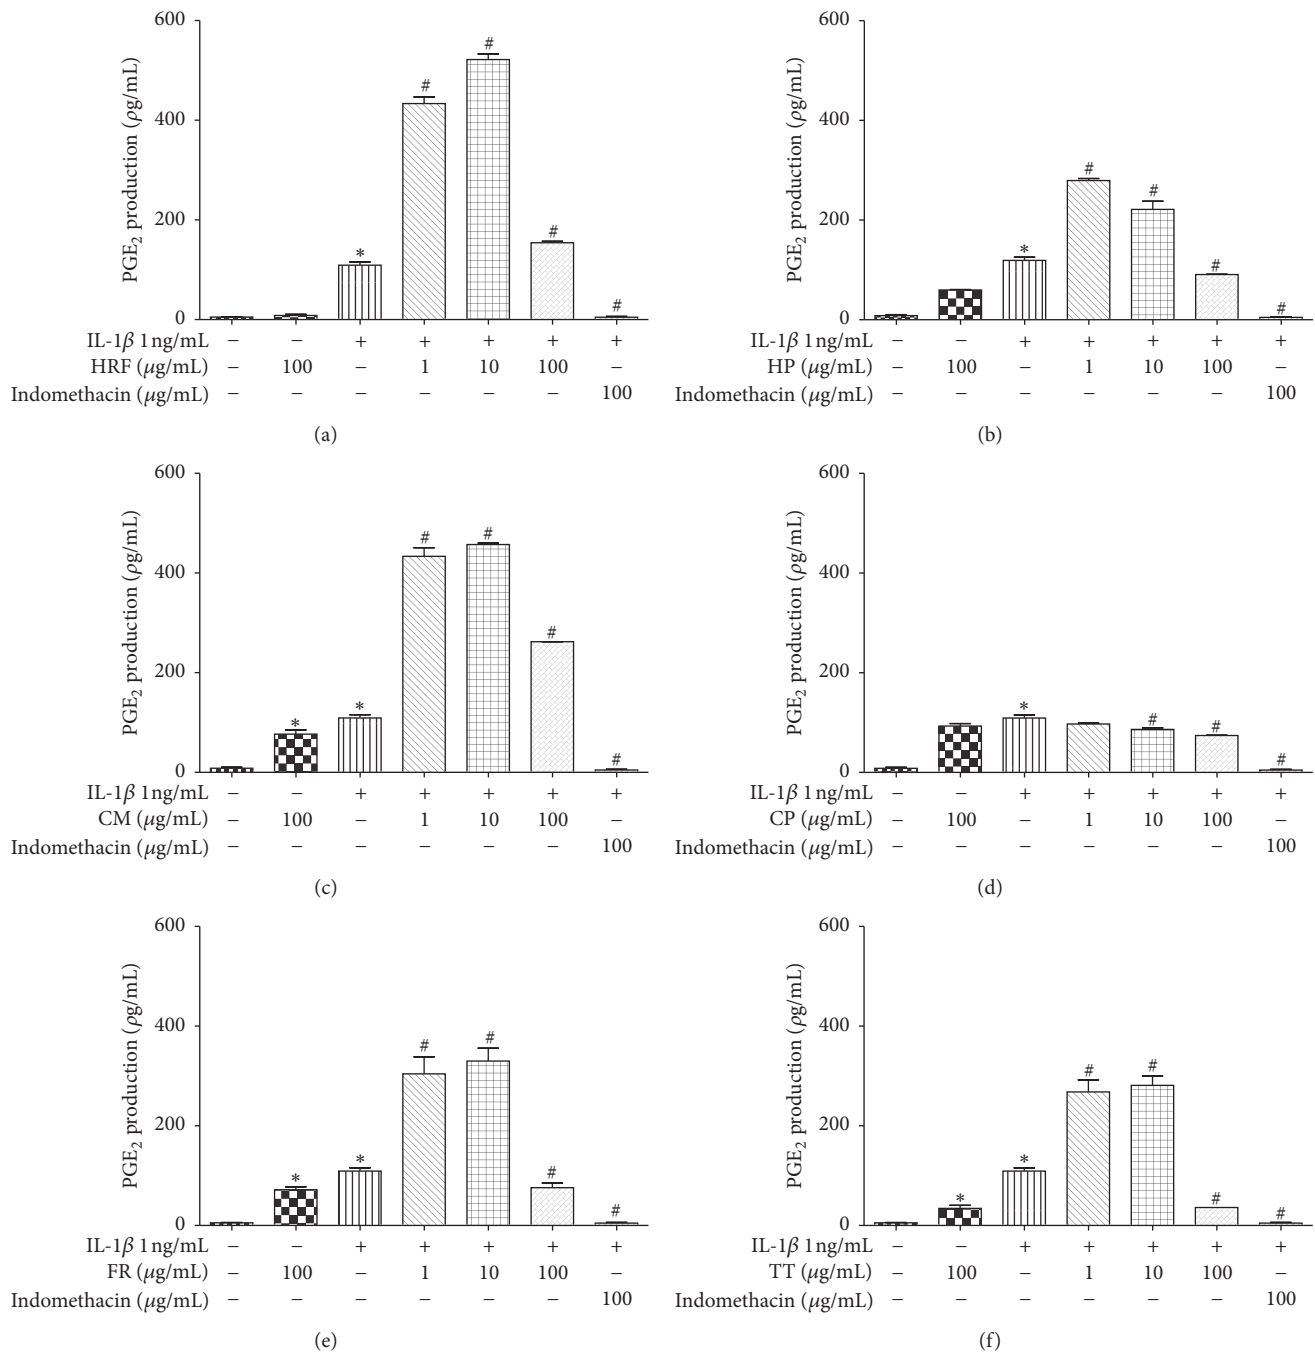 600
400
200
0
PGE2 production (ρg/mL)
* # # # #
IL-1β 1 ng/mL − − + + + + +
HRF (μg/mL) − 100 − 1 10 100 −
Indomethacin (μg/mL) − − − − − − 100
(a)
600
400
200
0
PGE2 production (ρg/mL)
* # # # #
IL-1β 1 ng/mL − − + + + + +
HP (μg/mL) − 100 − 1 10 100 −
Indomethacin (μg/mL) − − − − − − 100
(b)
600
400
200
0
PGE2 production (ρg/mL)
* * # # # #
IL-1β 1 ng/mL − − + + + + +
CM (μg/mL) − 100 − 1 10 100 −
Indomethacin (μg/mL) − − − − − − 100
(c)
600
400
200
0
PGE2 production (ρg/mL)
* # # #
IL-1β 1 ng/mL − − + + + + +
CP (μg/mL) − 100 − 1 10 100 −
Indomethacin (μg/mL) − − − − − − 100
(d)
600
400
200
0
PGE2 production (ρg/mL)
* * # # # #
IL-1β 1 ng/mL − − + + + + +
FR (μg/mL) − 100 − 1 10 100 −
Indomethacin (μg/mL) − − − − − − 100
(e)
600
400
200
0
PGE2 production (ρg/mL)
* * # # # #
IL-1β 1 ng/mL − − + + + + +
TT (μg/mL) − 100 − 1 10 100 −
Indomethacin (μg/mL) − − − − − − 100
(f)